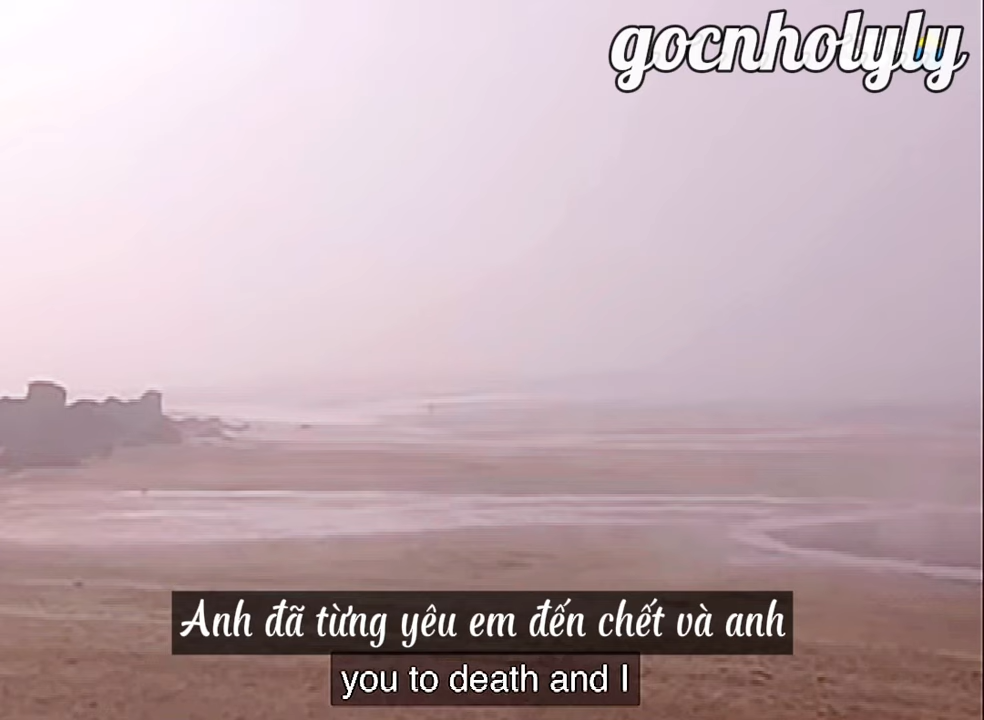 gocnholyly
Anh đã từng yêu em đến chết và anh
you to death and I